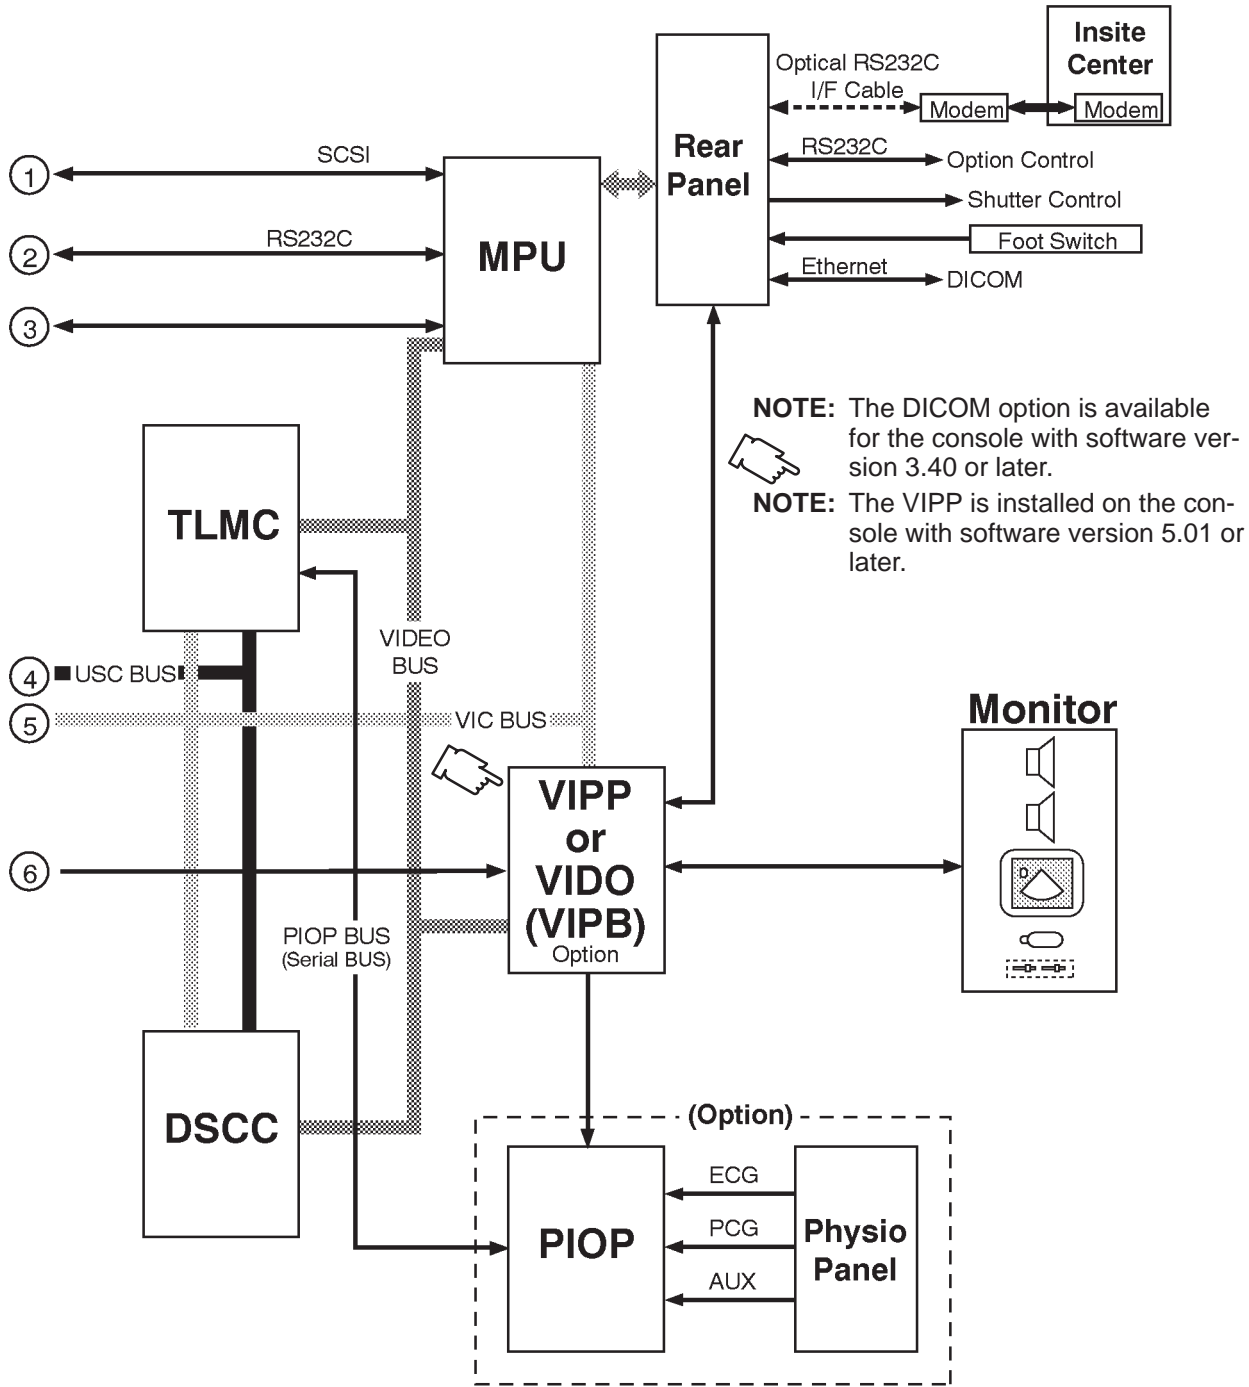 Insite
Center
Optical RS232C
I/F Cable
Modem
Modem
Rear
Panel
RS232C
Option Control
Shutter Control
Foot Switch
Ethernet
DICOM
SCSI
1
RS232C
2
MPU
3
NOTE: The DICOM option is available
for the console with software ver-
sion 3.40 or later.
NOTE: The VIPP is installed on the con-
sole with software version 5.01 or
later.
TLMC
VIDEO
BUS
4
USC BUS
5
VIC BUS
Monitor
VIPP
or
VIDO
(VIPB)
Option
D
6
PIOP BUS
(Serial BUS)
DSCC
(Option)
PIOP
ECG
PCG
AUX
Physio
Panel